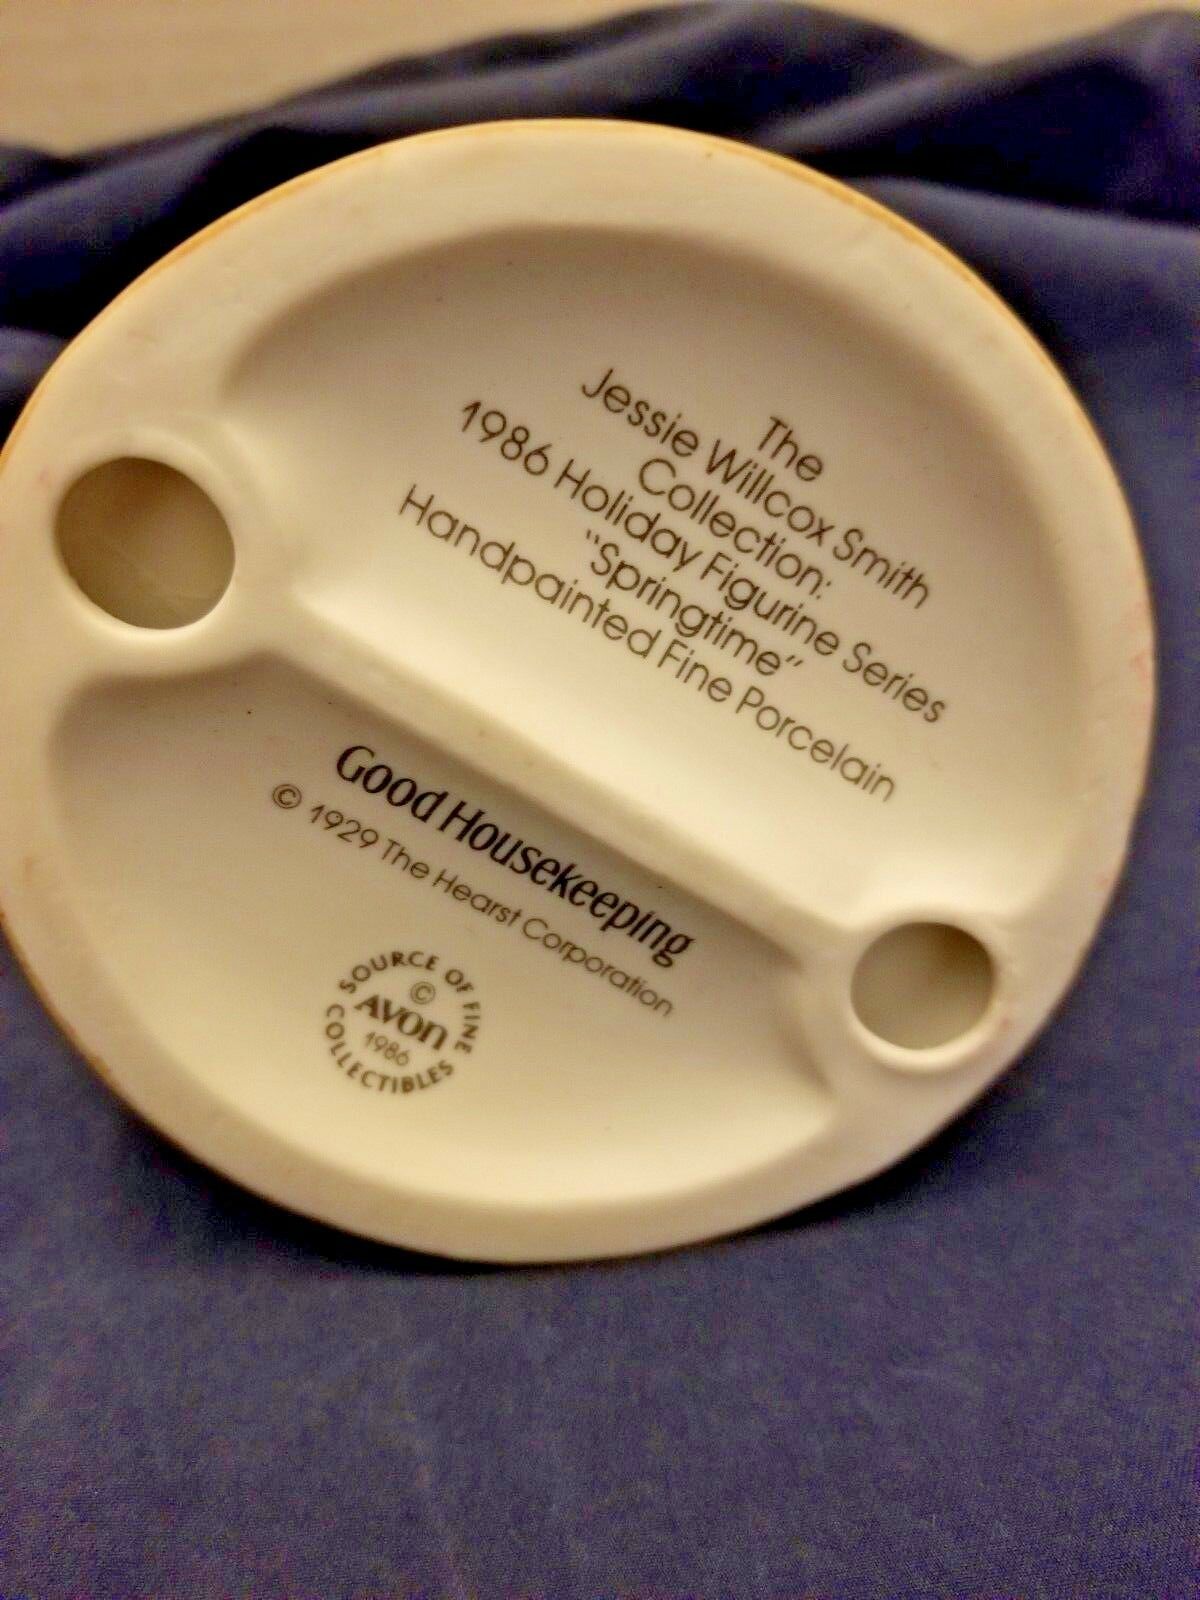 The
Jessie Willcox Smith
Collection:
1986 Holiday Figurine Series
"Springtime"
Handpainted Fine Porcelain
Good Housekeeping
© 1929 The Hearst Corporation
SOURCE OF FINE
©
AVON
1986
COLLECTIBLES